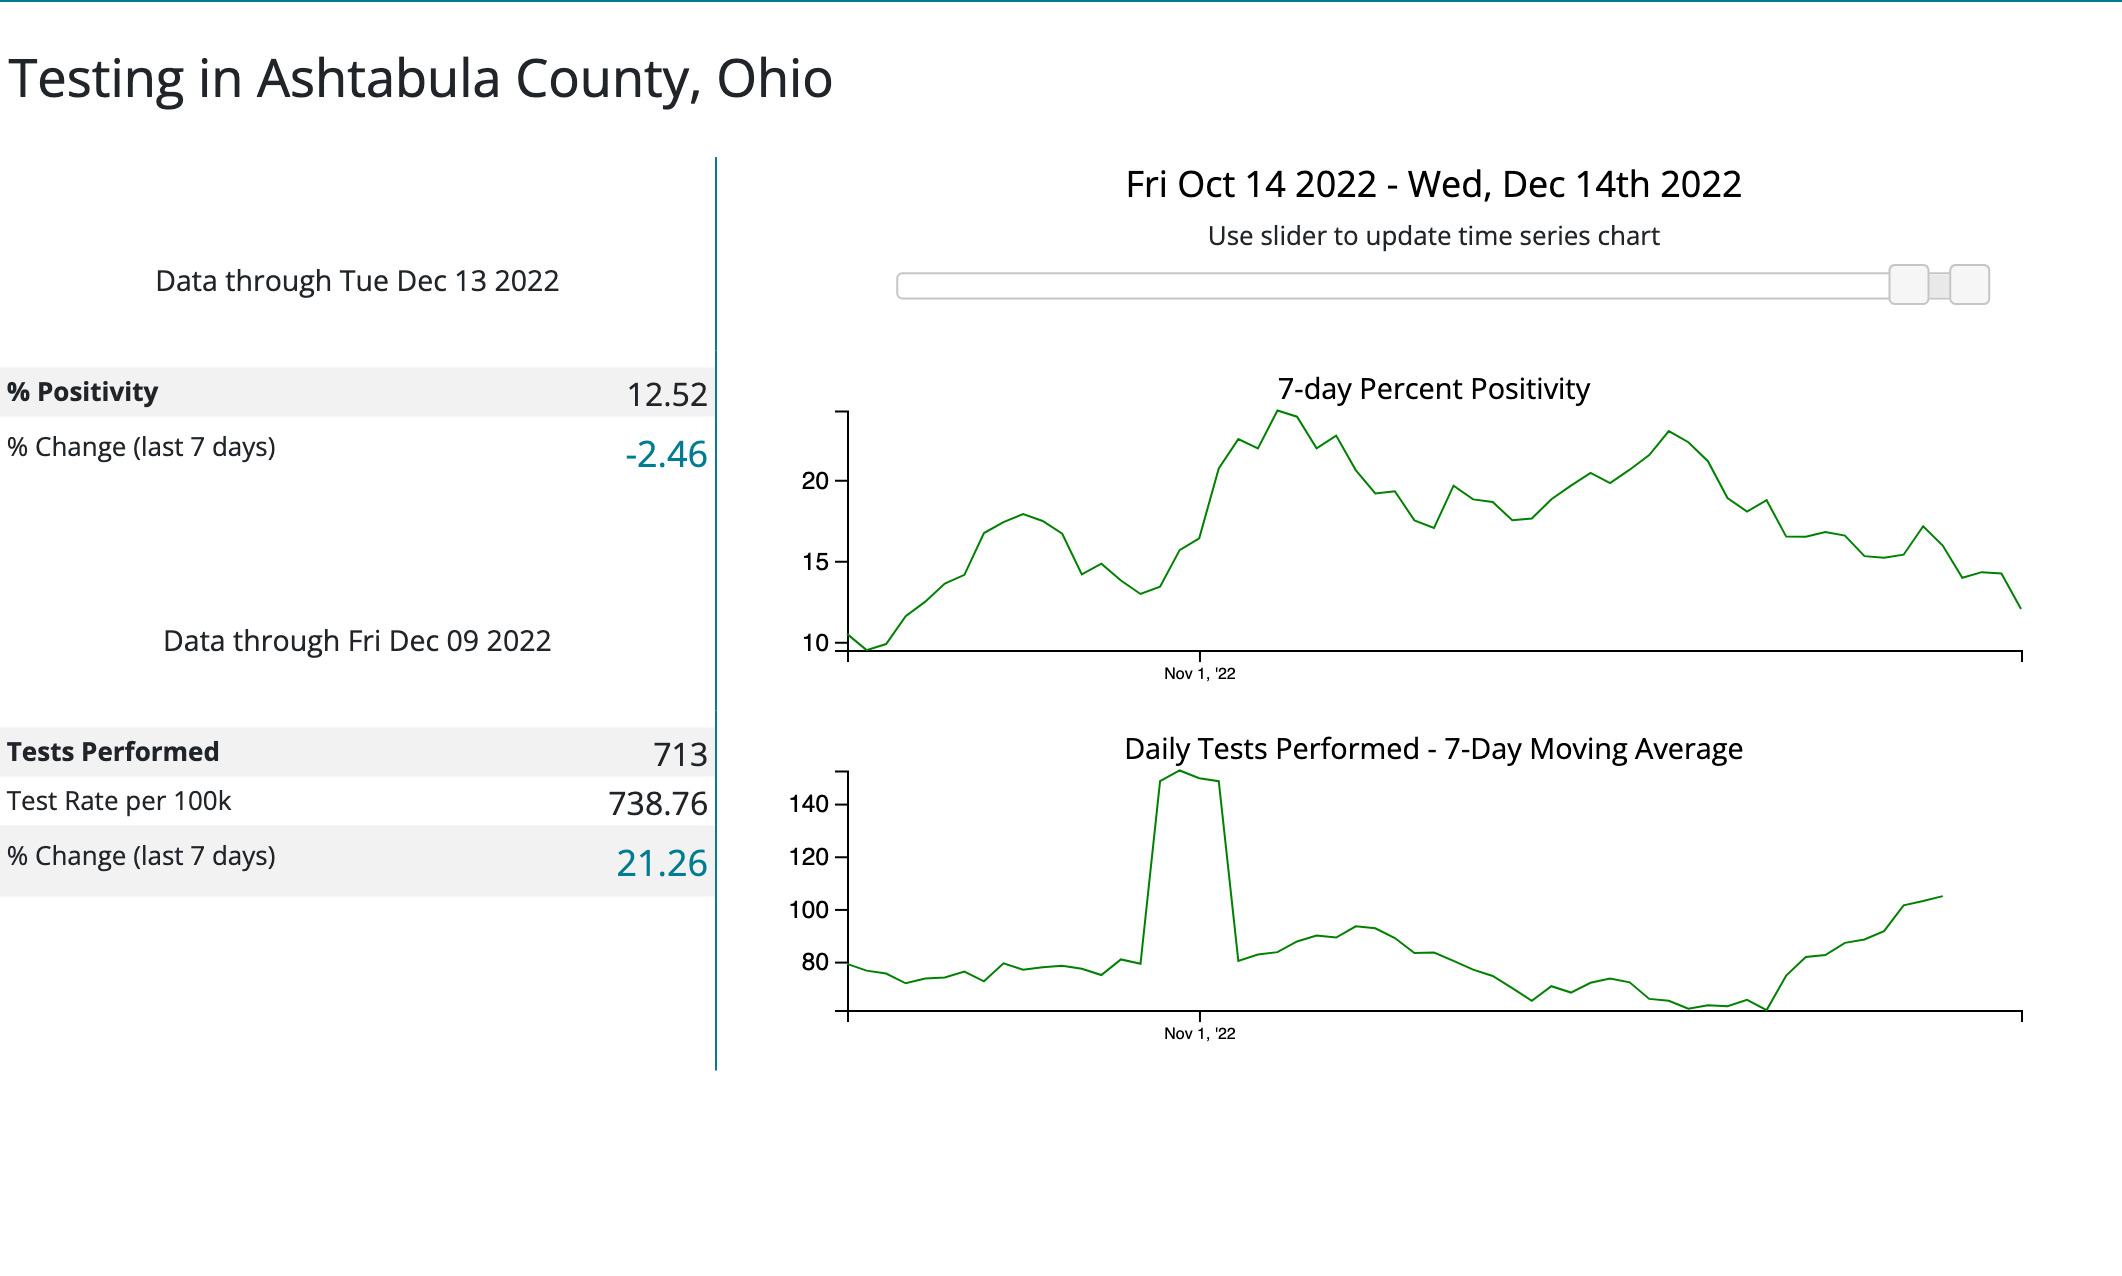 Testing in Ashtabula County, Ohio
Data through Tue Dec 13 2022
% Positivity 12.52
% Change (last 7 days) -2.46
Data through Fri Dec 09 2022
Tests Performed 713
Test Rate per 100k 738.76
% Change (last 7 days) 21.26
Fri Oct 14 2022 - Wed, Dec 14th 2022
Use slider to update time series chart
7-day Percent Positivity
20
15
10
Nov 1, '22
Daily Tests Performed - 7-Day Moving Average
140
120
100
80
Nov 1, '22